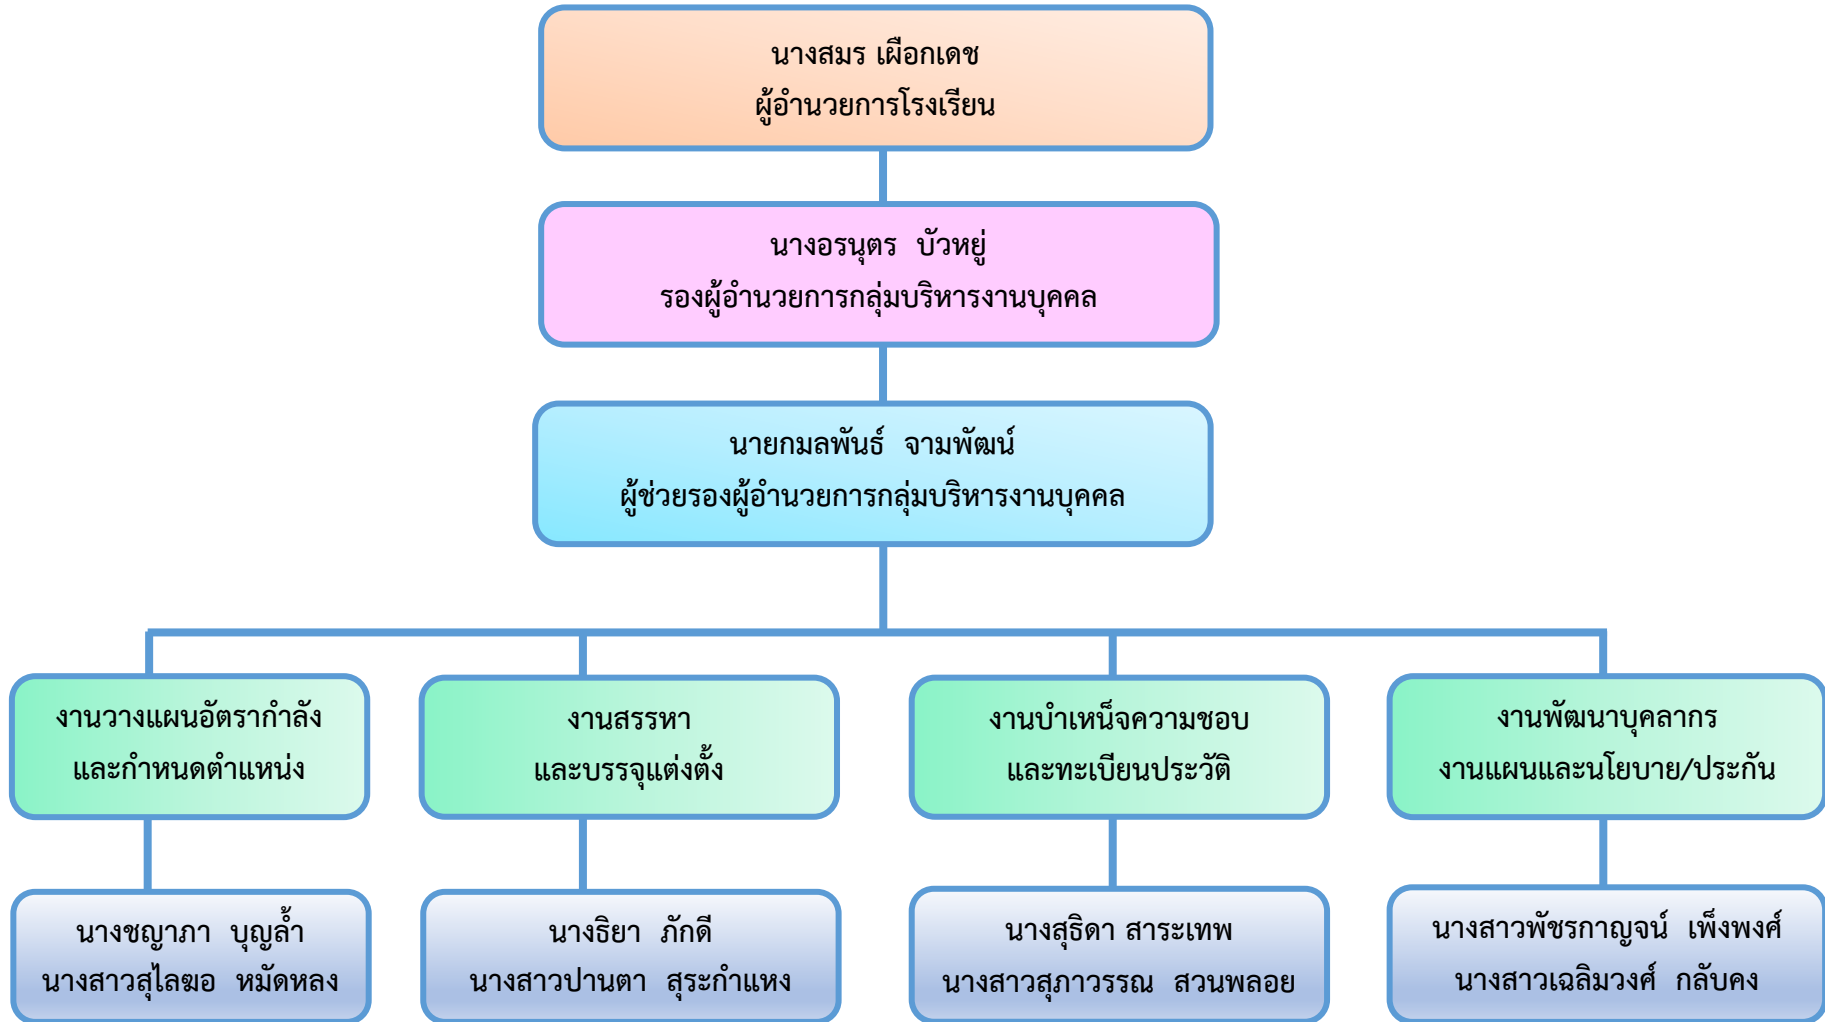 นางสมร เผือกเดช
ผู้อำนวยการโรงเรียน
นางอรนุตร บัวหยู่
รองผู้อำนวยการกลุ่มบริหารงานบุคคล
นายกมลพันธ์ จามพัฒน์
ผู้ช่วยรองผู้อำนวยการกลุ่มบริหารงานบุคคล
งานวางแผนอัตรากำลัง
และกำหนดตำแหน่ง
งานสรรหา
และบรรจุแต่งตั้ง
งานบำเหน็จความชอบ
และทะเบียนประวัติ
งานพัฒนาบุคลากร
งานแผนและนโยบาย/ประกัน
นางชญาภา บุญล้ำ
นางสาวสุไลฆอ หมัดหลง
นางธิยา ภักดี
นางสาวปานตา สุระกำแหง
นางสุธิดา สาระเทพ
นางสาวสุภาวรรณ สวนพลอย
นางสาวพัชรกาญจน์ เพ็งพงศ์
นางสาวเฉลิมวงศ์ กลับคง